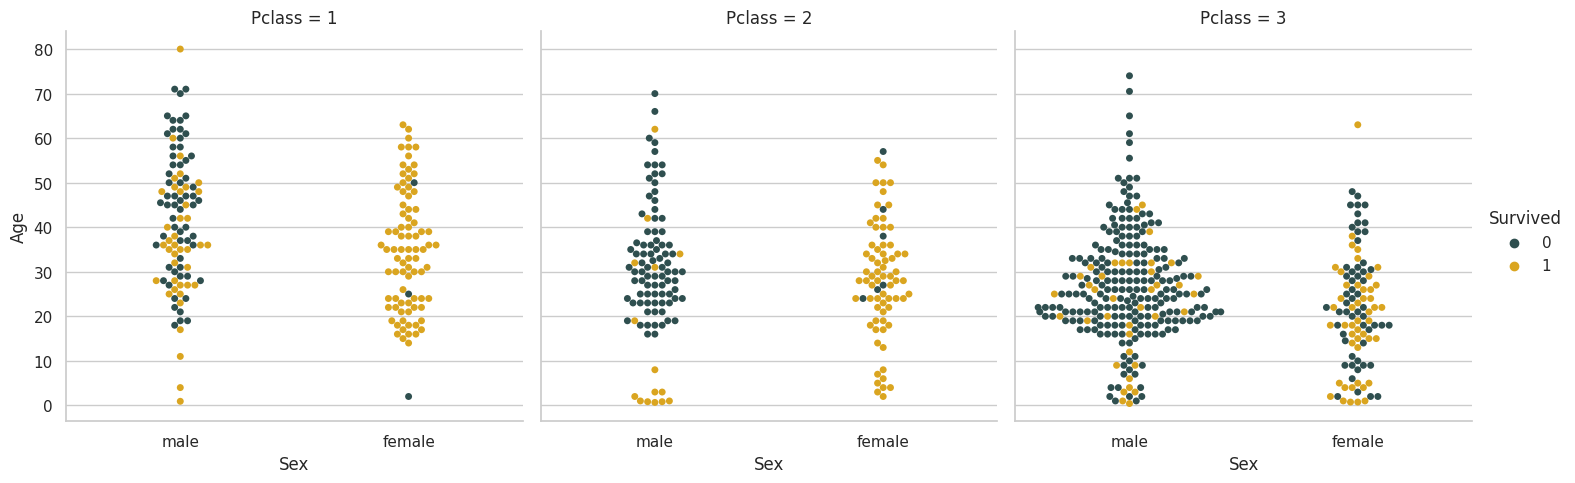 Pclass = 1
Pclass = 2
Pclass = 3
Age
80
70
60
50
40
30
20
10
0
male
female
male
female
male
female
Sex
Sex
Sex
Survived
0
1